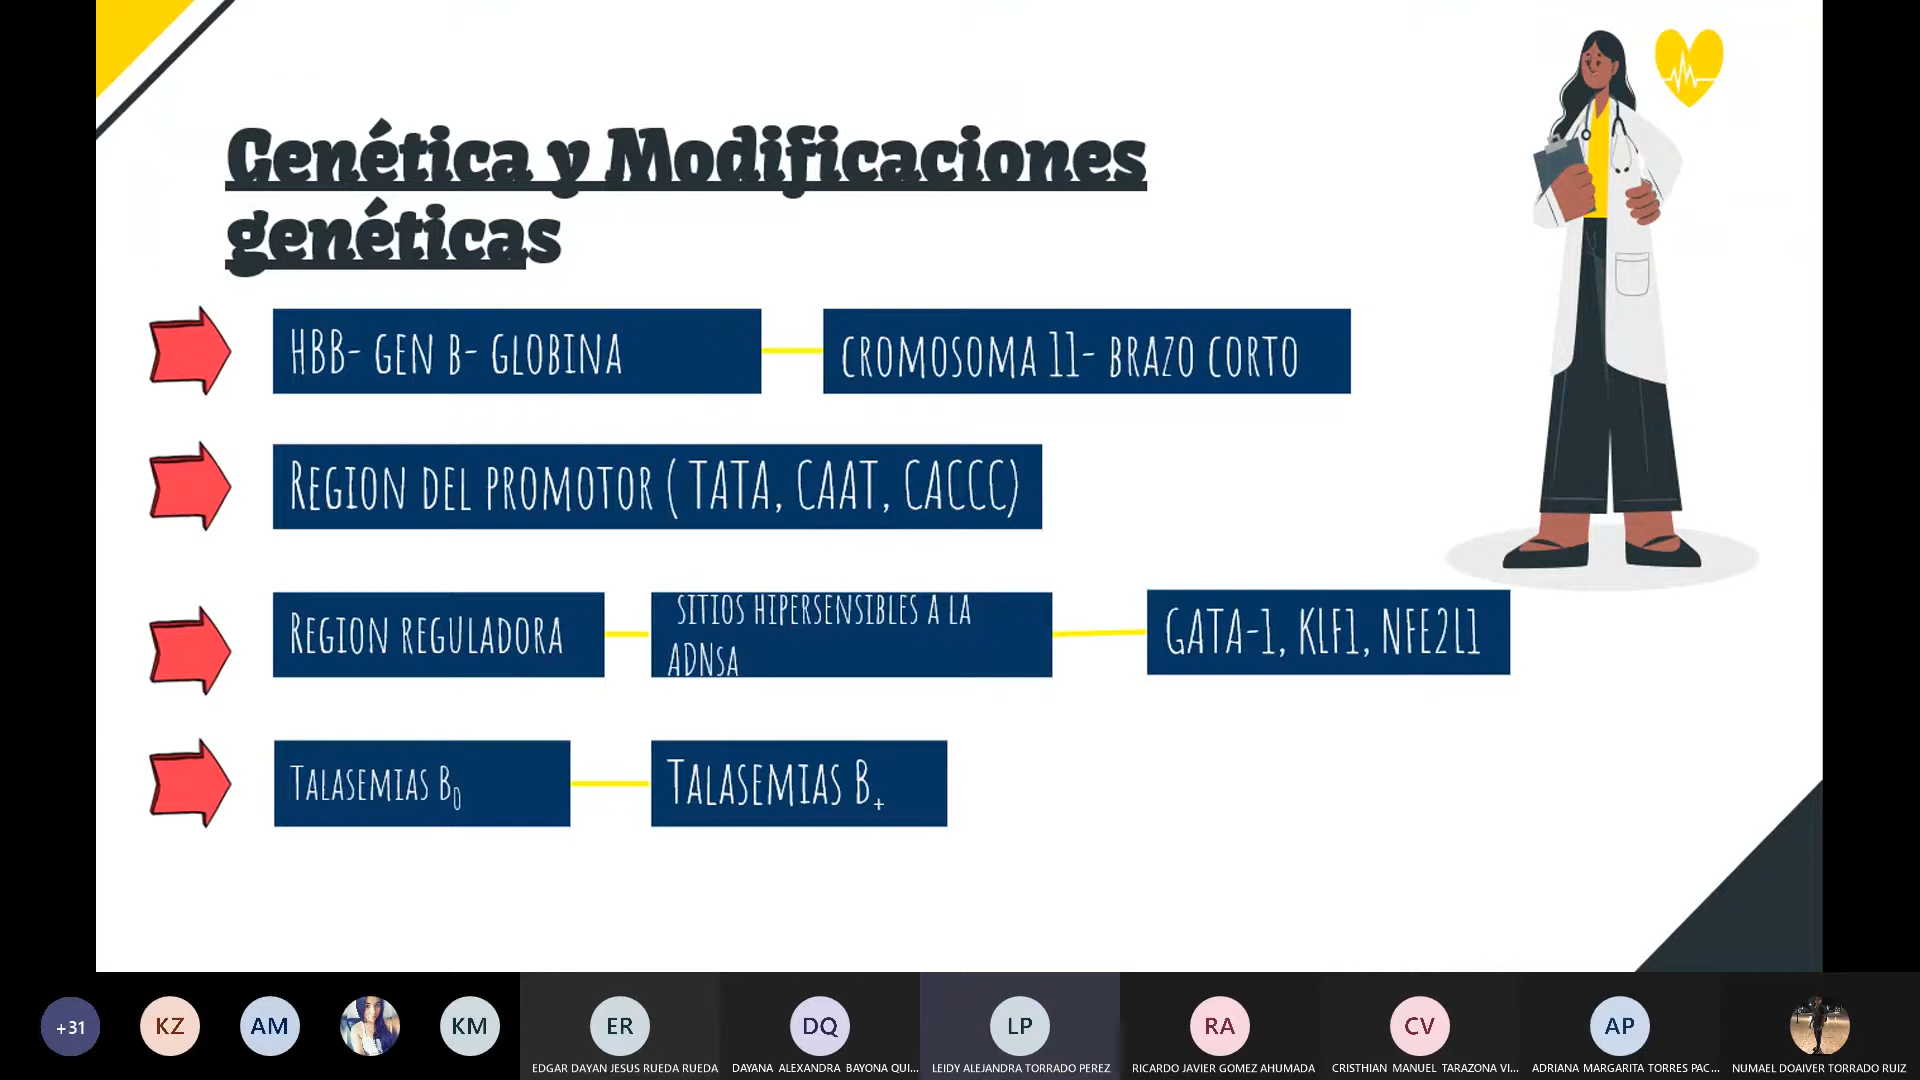 Genética y Modificaciones
genéticas
HBB- GEN B- GLOBINA
CROMOSOMA 11- BRAZO CORTO
REGION DEL PROMOTOR ( TATA, CAAT, CACCC)
REGION REGULADORA
SITIOS HIPERSENSIBLES A LA
ADNSA
GATA-1, KLF1, NFE2L1
TALASEMIAS B0
TALASEMIAS B+
+31
KZ
AM
KM
ER
DQ
LP
RA
CV
AP
EDGAR DAYAN JESUS RUEDA RUEDA
DAYANA ALEXANDRA BAYONA QUI...
LEIDY ALEJANDRA TORRADO PEREZ
RICARDO JAVIER GOMEZ AHUMADA
CRISTHIAN MANUEL TARAZONA VI...
ADRIANA MARGARITA TORRES PAC...
NUMAEL DOAIVER TORRADO RUIZ